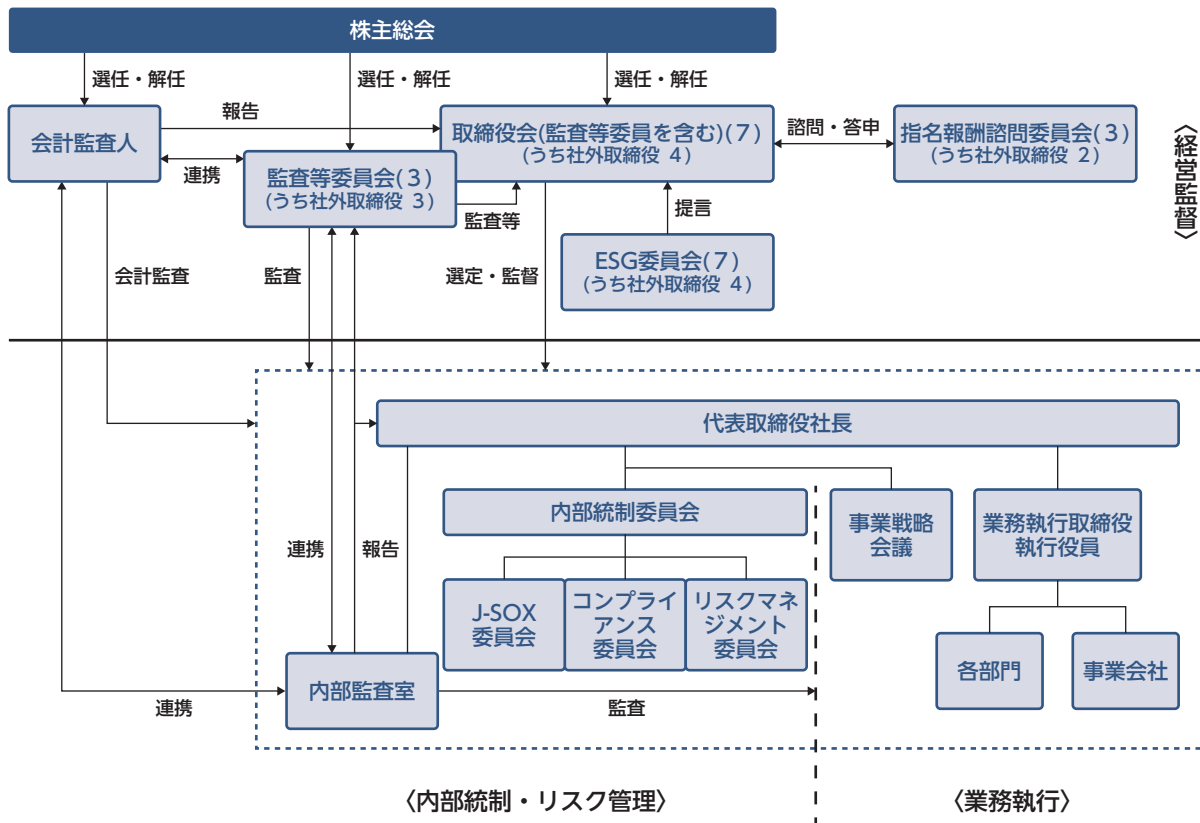 株主総会
選任・解任
選任・解任
選任・解任
会計監査人
報告
取締役会(監査等委員を含む)(7)
(うち社外取締役 4)
諮問・答申
指名報酬諮問委員会(3)
(うち社外取締役 2)
〈経営監督〉
連携
監査等委員会(3)
(うち社外取締役 3)
監査等
提言
会計監査
監査
選定・監督
ESG委員会(7)
(うち社外取締役 4)
代表取締役社長
内部統制委員会
事業戦略
会議
業務執行取締役
執行役員
連携
報告
J-SOX
委員会
コンプライ
アンス
委員会
リスクマネ
ジメント
委員会
各部門
事業会社
内部監査室
連携
監査
〈内部統制・リスク管理〉
〈業務執行〉